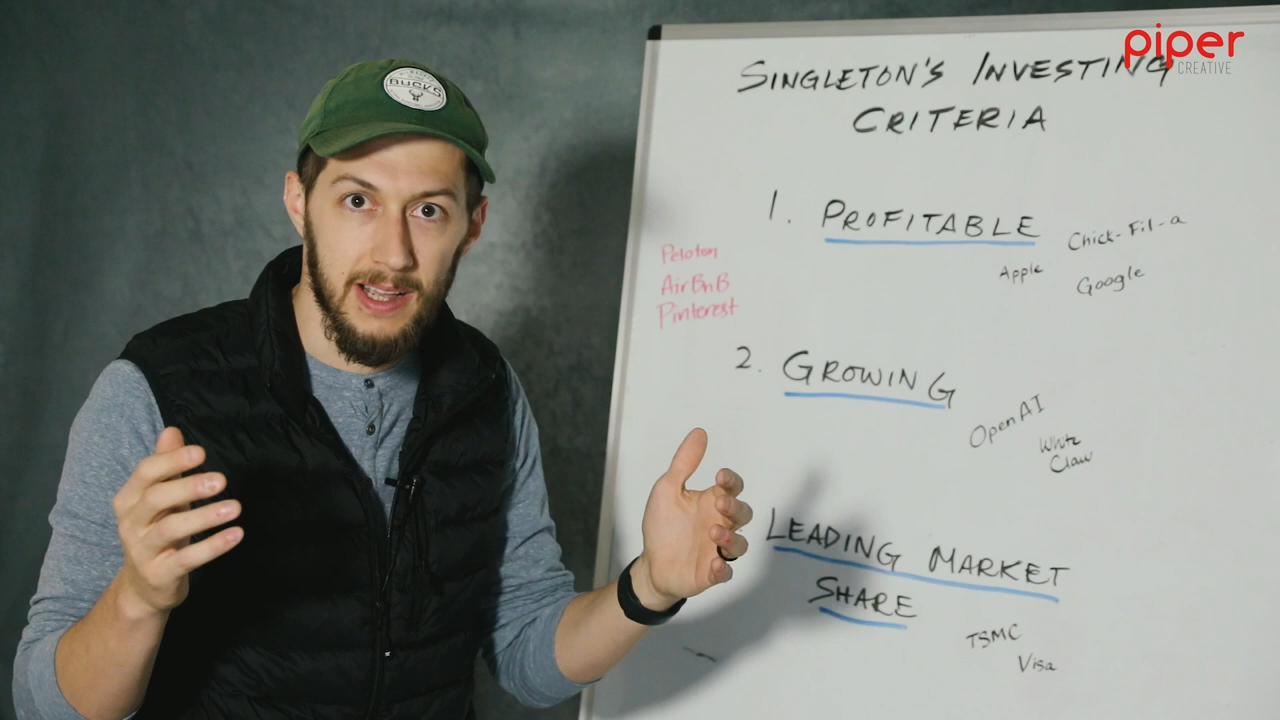 piper
CREATIVE
BUCKS
SINGLETON'S INVESTING
CRITERIA
1. PROFITABLE
Chick-Fil-a
Apple
Google
Peloton
AirBnB
Pinterest
2. GROWING
OpenAI
White
Claw
LEADING MARKET
SHARE
TSMC
Visa